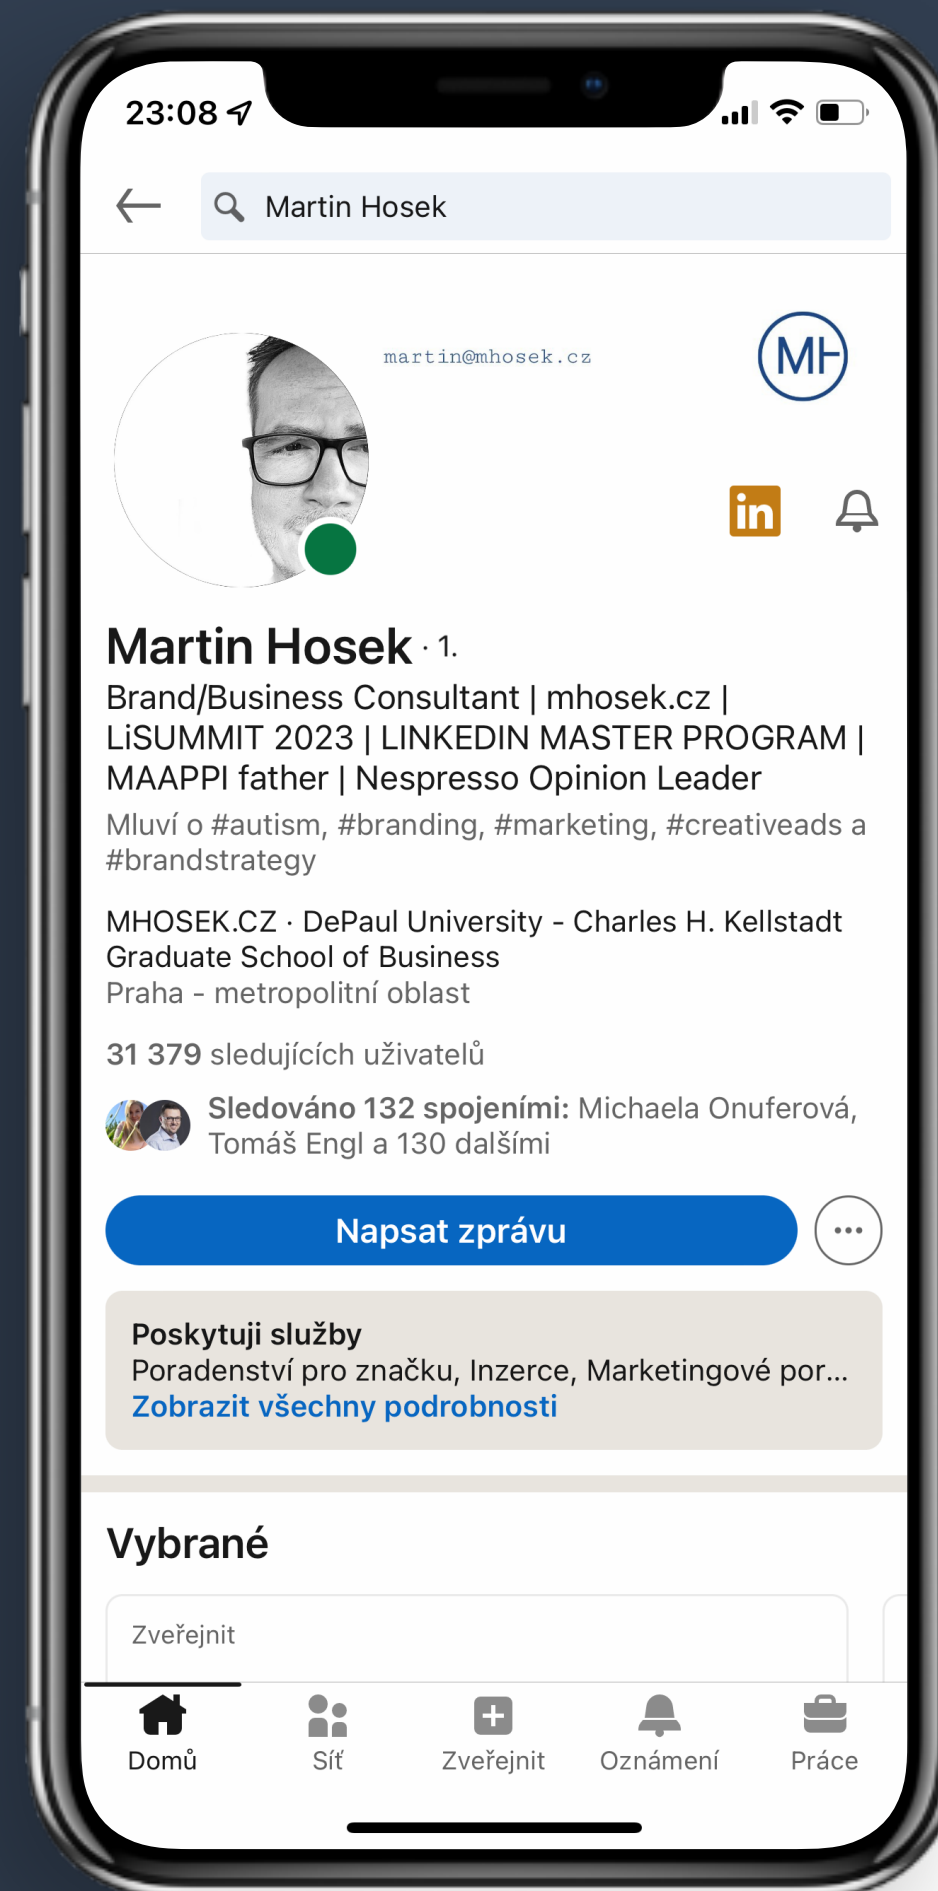 23:08
Martin Hosek
martin@mhosek.cz
MH
in
Martin Hosek · 1.
Brand/Business Consultant | mhosek.cz |
LiSUMMIT 2023 | LINKEDIN MASTER PROGRAM |
MAAPPI father | Nespresso Opinion Leader
Mluví o #autism, #branding, #marketing, #creativeads a
#brandstrategy
MHOSEK.CZ · DePaul University - Charles H. Kellstadt
Graduate School of Business
Praha - metropolitní oblast
31 379 sledujících uživatelů
Sledováno 132 spojeními: Michaela Onuferová,
Tomáš Engl a 130 dalšími
Napsat zprávu
Poskytuji služby
Poradenství pro značku, Inzerce, Marketingové por...
Zobrazit všechny podrobnosti
Vybrané
Zveřejnit
Domů Síť Zveřejnit Oznámení Práce